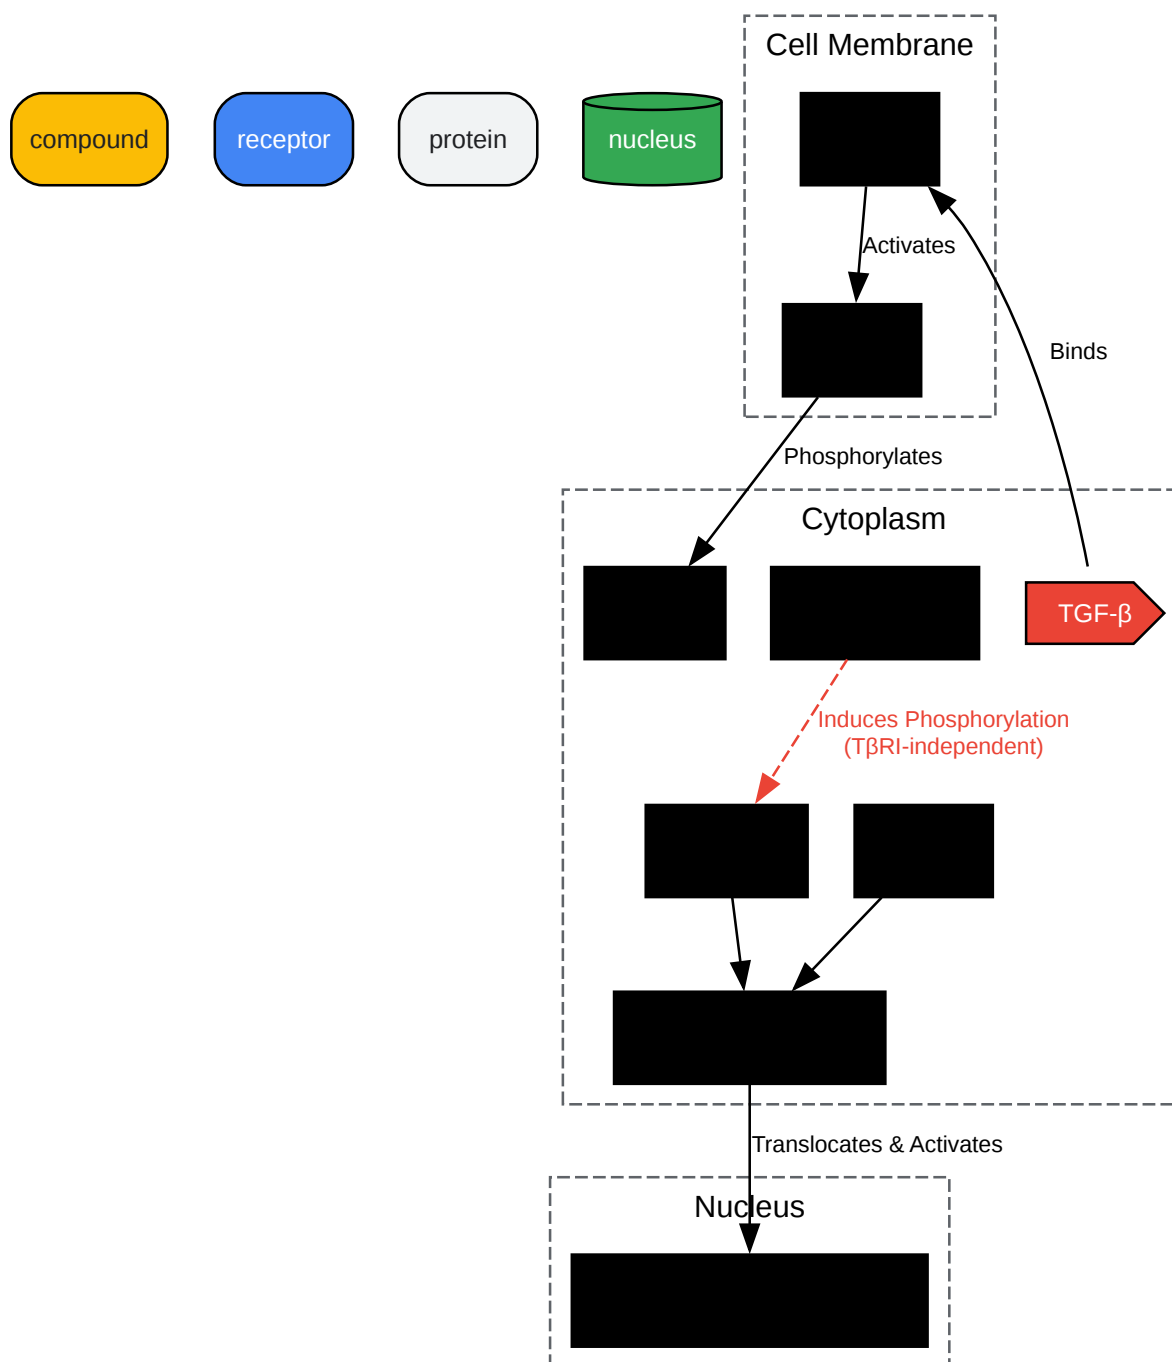 Cell Membrane
compound
receptor
protein
nucleus
Activates
Binds
Phosphorylates
Cytoplasm
TGF-β
Induces Phosphorylation
(TβRI-independent)
Translocates & Activates
Nucleus